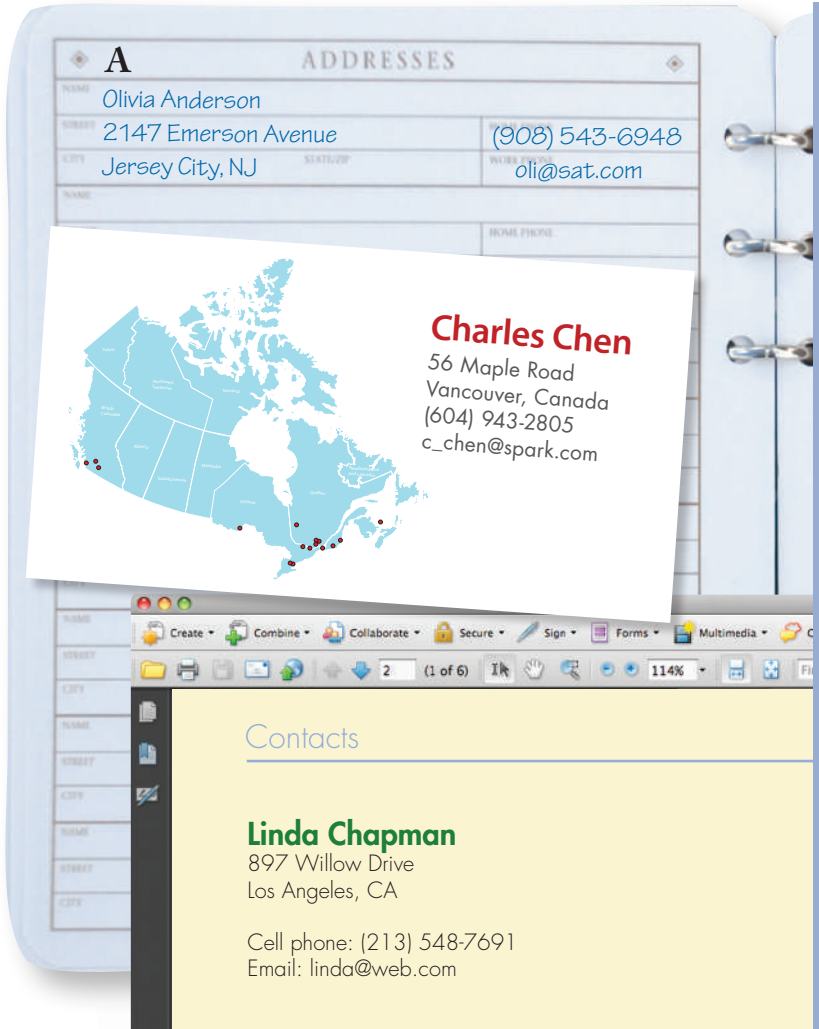 A
ADDRESSES
NAME
Olivia Anderson
STREET
2147 Emerson Avenue
HOME PHONE
(908) 543-6948
CITY
Jersey City, NJ
STATE/ZIP
WORK PHONE
oli@sat.com
NAME
HOME PHONE
Charles Chen
56 Maple Road
Vancouver, Canada
(604) 943-2805
c_chen@spark.com
CITY
NAME
STREET
CITY
NAME
STREET
CITY
NAME
STREET
CITY
Create Combine Collaborate Secure Sign Forms Multimedia
2 (1 of 6) 114%
Contacts
Linda Chapman
897 Willow Drive
Los Angeles, CA
Cell phone: (213) 548-7691
Email: linda@web.com